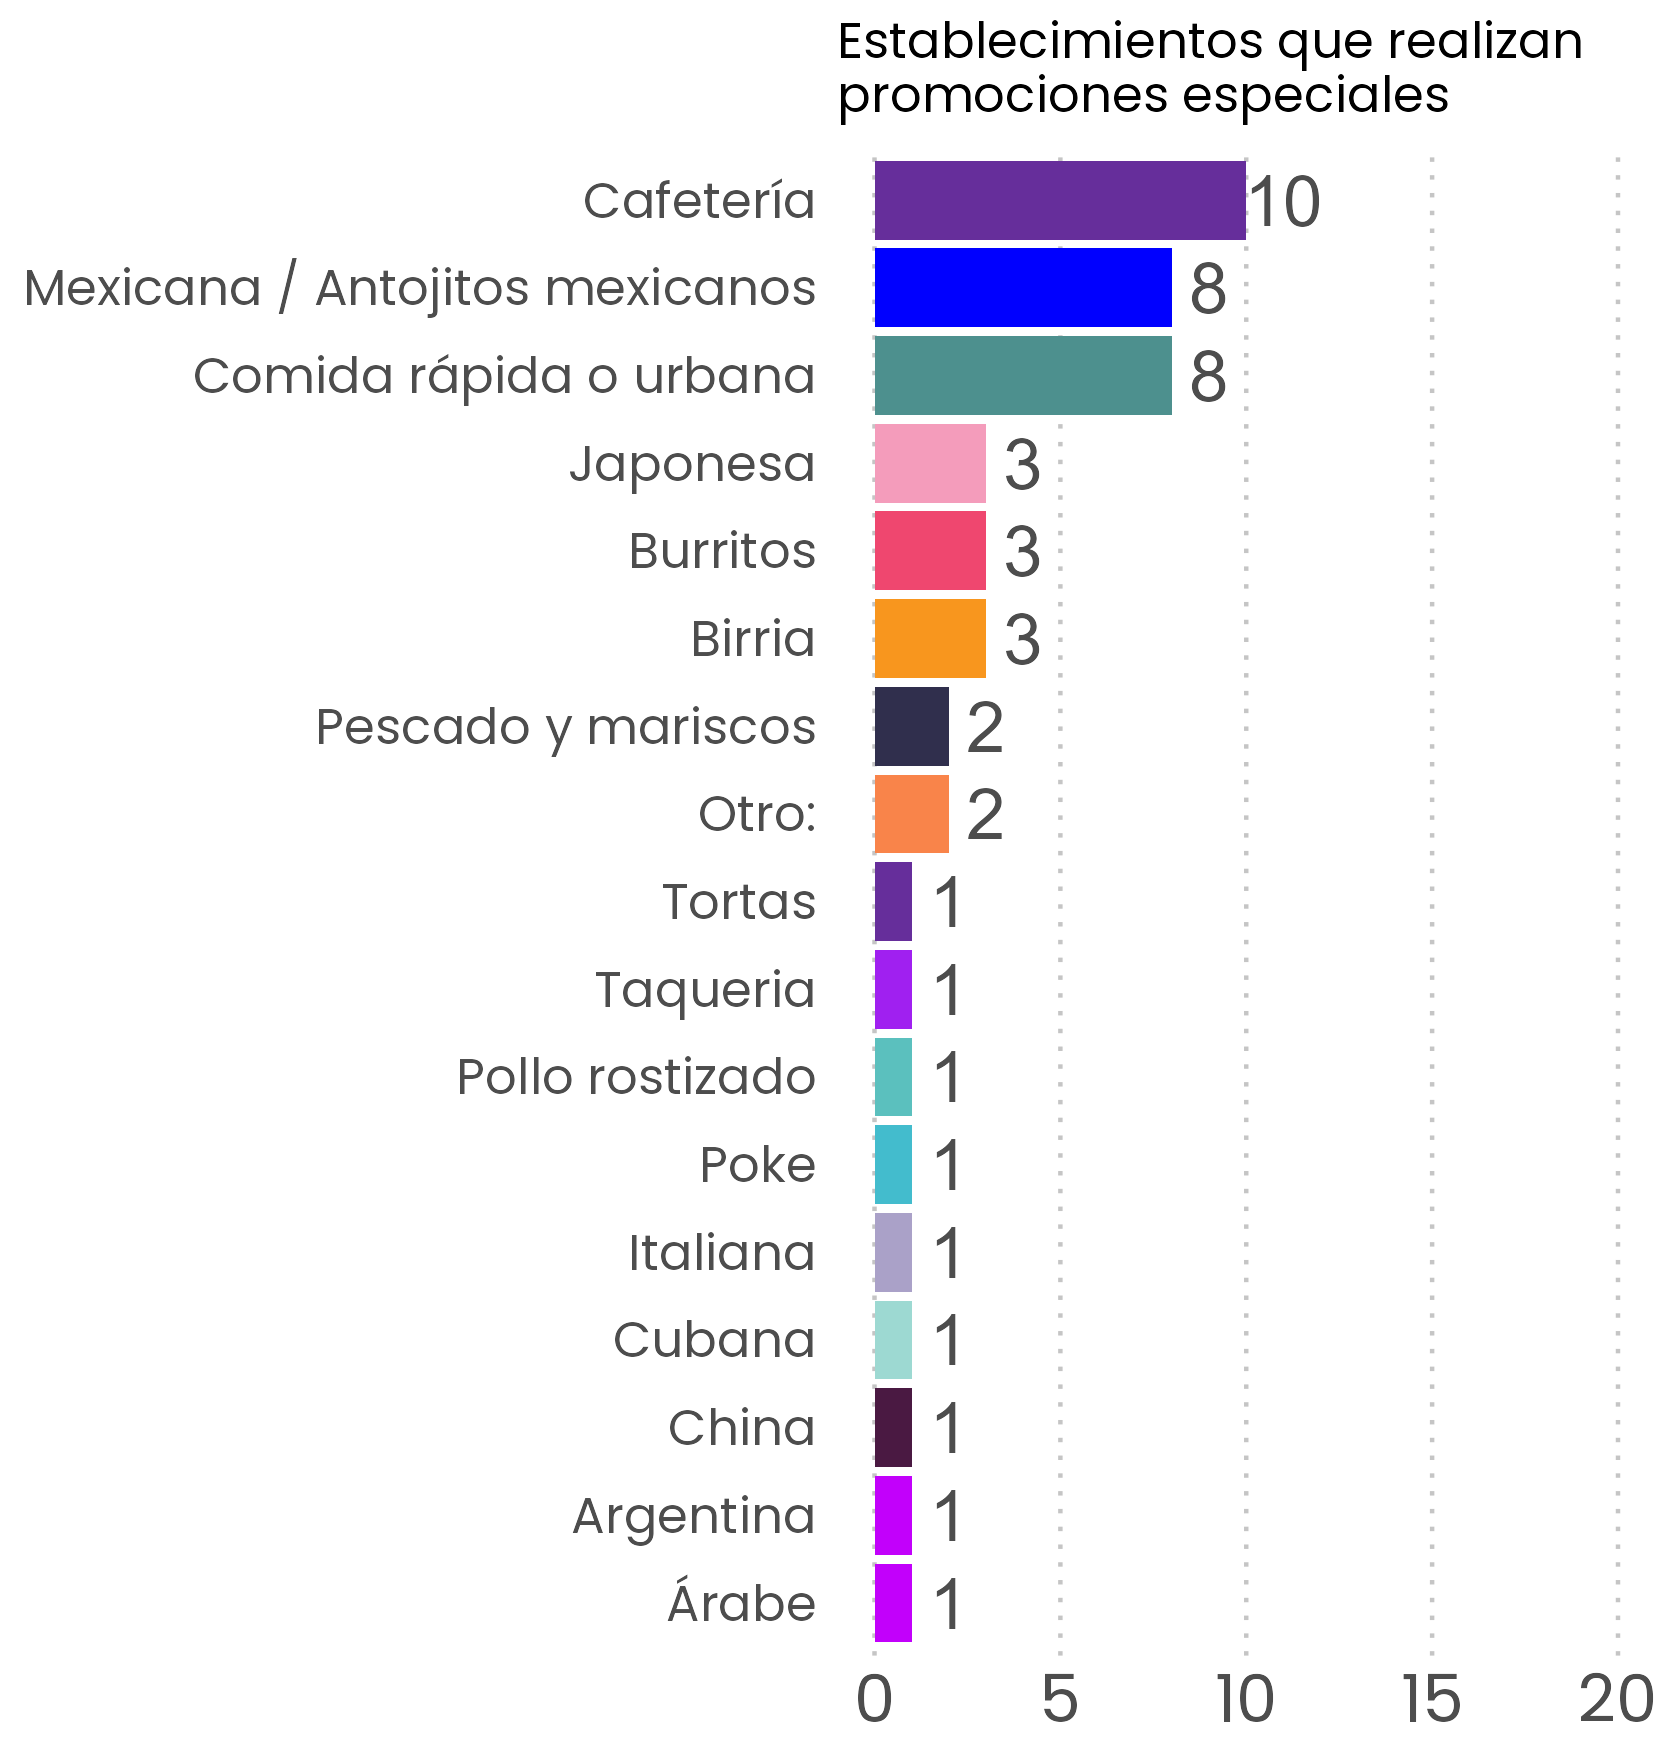 Establecimientos que realizan
promociones especiales
Cafetería 10
Mexicana / Antojitos mexicanos 8
Comida rápida o urbana 8
Japonesa 3
Burritos 3
Birria 3
Pescado y mariscos 2
Otro: 2
Tortas 1
Taqueria 1
Pollo rostizado 1
Poke 1
Italiana 1
Cubana 1
China 1
Argentina 1
Árabe 1
0 5 10 15 20